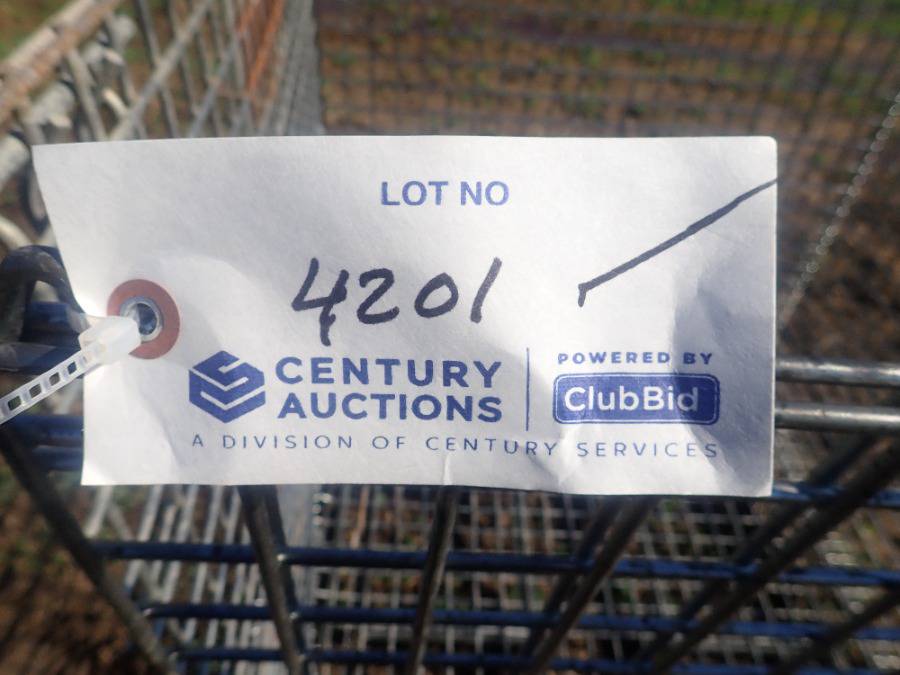 LOT NO
4201
CENTURY
AUCTIONS
POWERED BY
ClubBid
A DIVISION OF CENTURY SERVICES